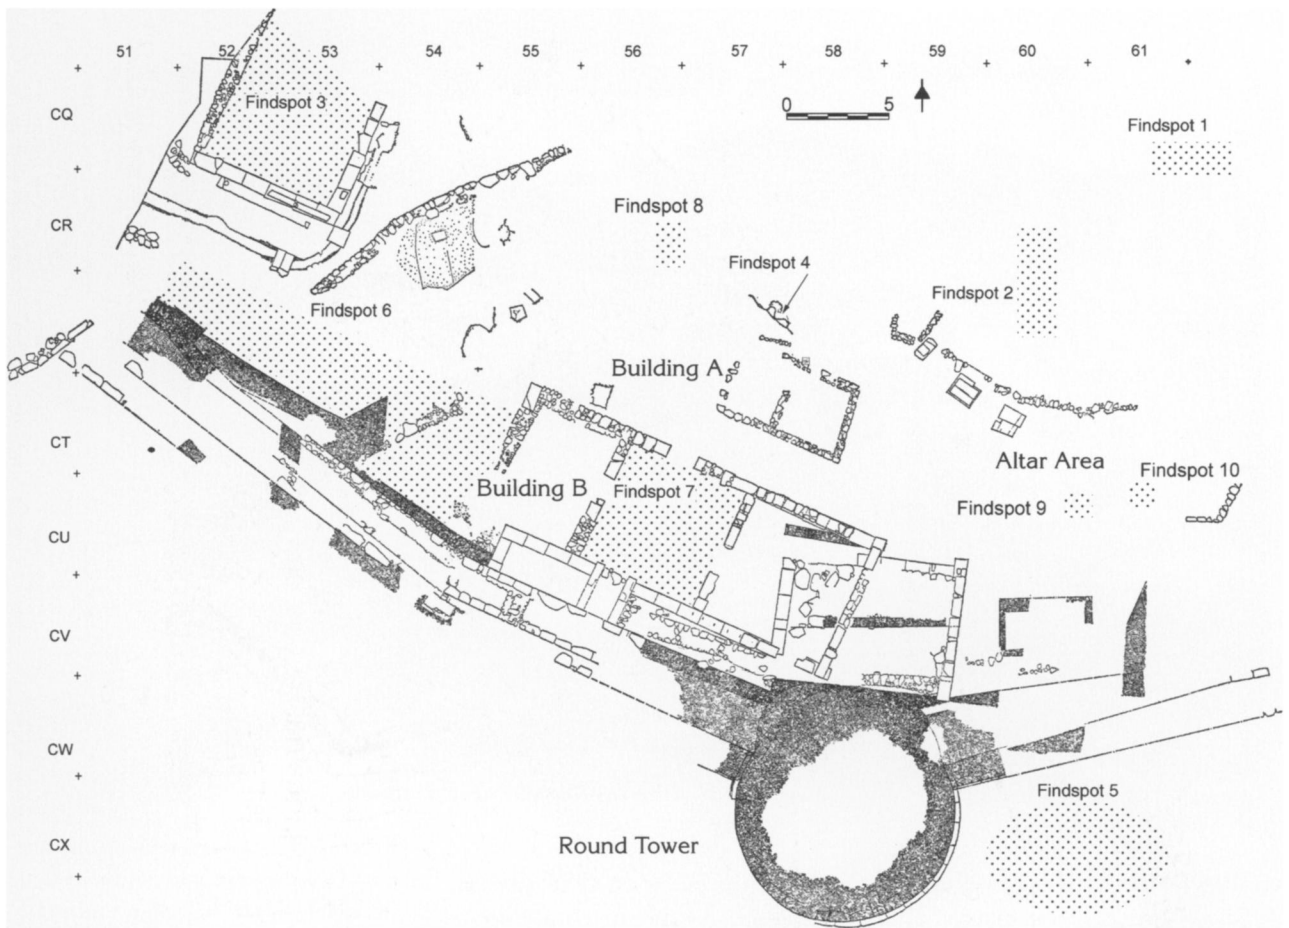 51 52 53 54 55 56 57 58 59 60 61
0 5
CQ
Findspot 3
Findspot 1
CR
Findspot 8
Findspot 4
Findspot 2
Findspot 6
Building A
CT
Altar Area
Findspot 10
Building B
Findspot 7
Findspot 9
CU
CV
CW
Findspot 5
CX
Round Tower